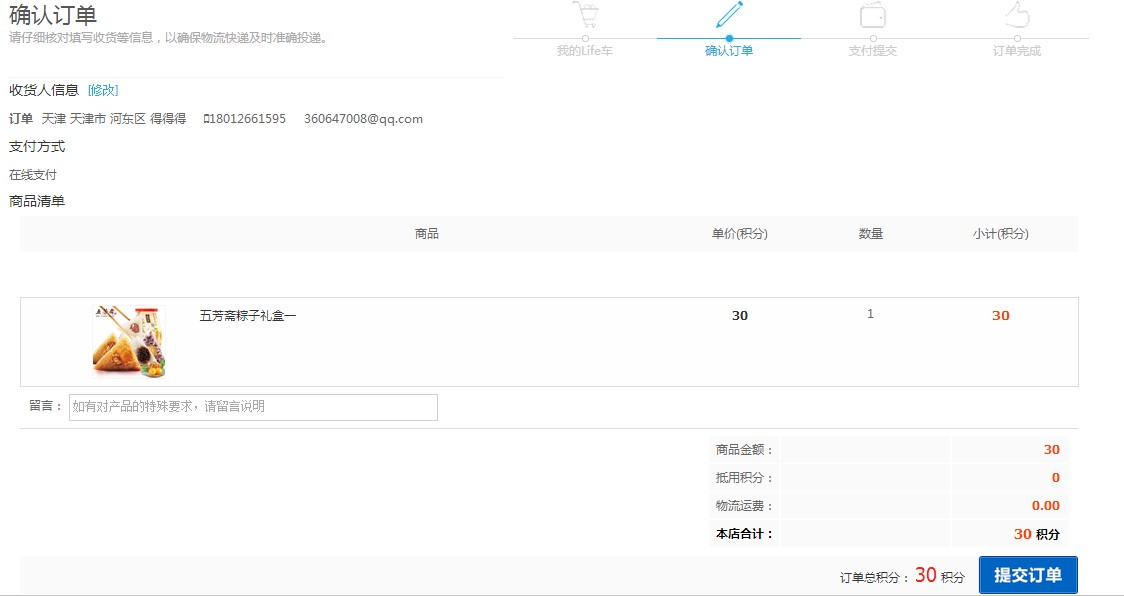 确认订单
请仔细核对填写收货等信息，以确保物流快递及时准确投递。
我的Life车 确认订单 支付提交 订单完成
收货人信息 [修改]
订单 天津 天津市 河东区 得得得 18012661595 360647008@qq.com
支付方式
在线支付
商品清单
商品 单价(积分) 数量 小计(积分)
五芳斋粽子礼盒一 30 1 30
留言： 如有对产品的特殊要求，请留言说明
商品金额： 30
抵用积分： 0
物流运费： 0.00
本店合计： 30 积分
订单总积分： 30 积分 提交订单